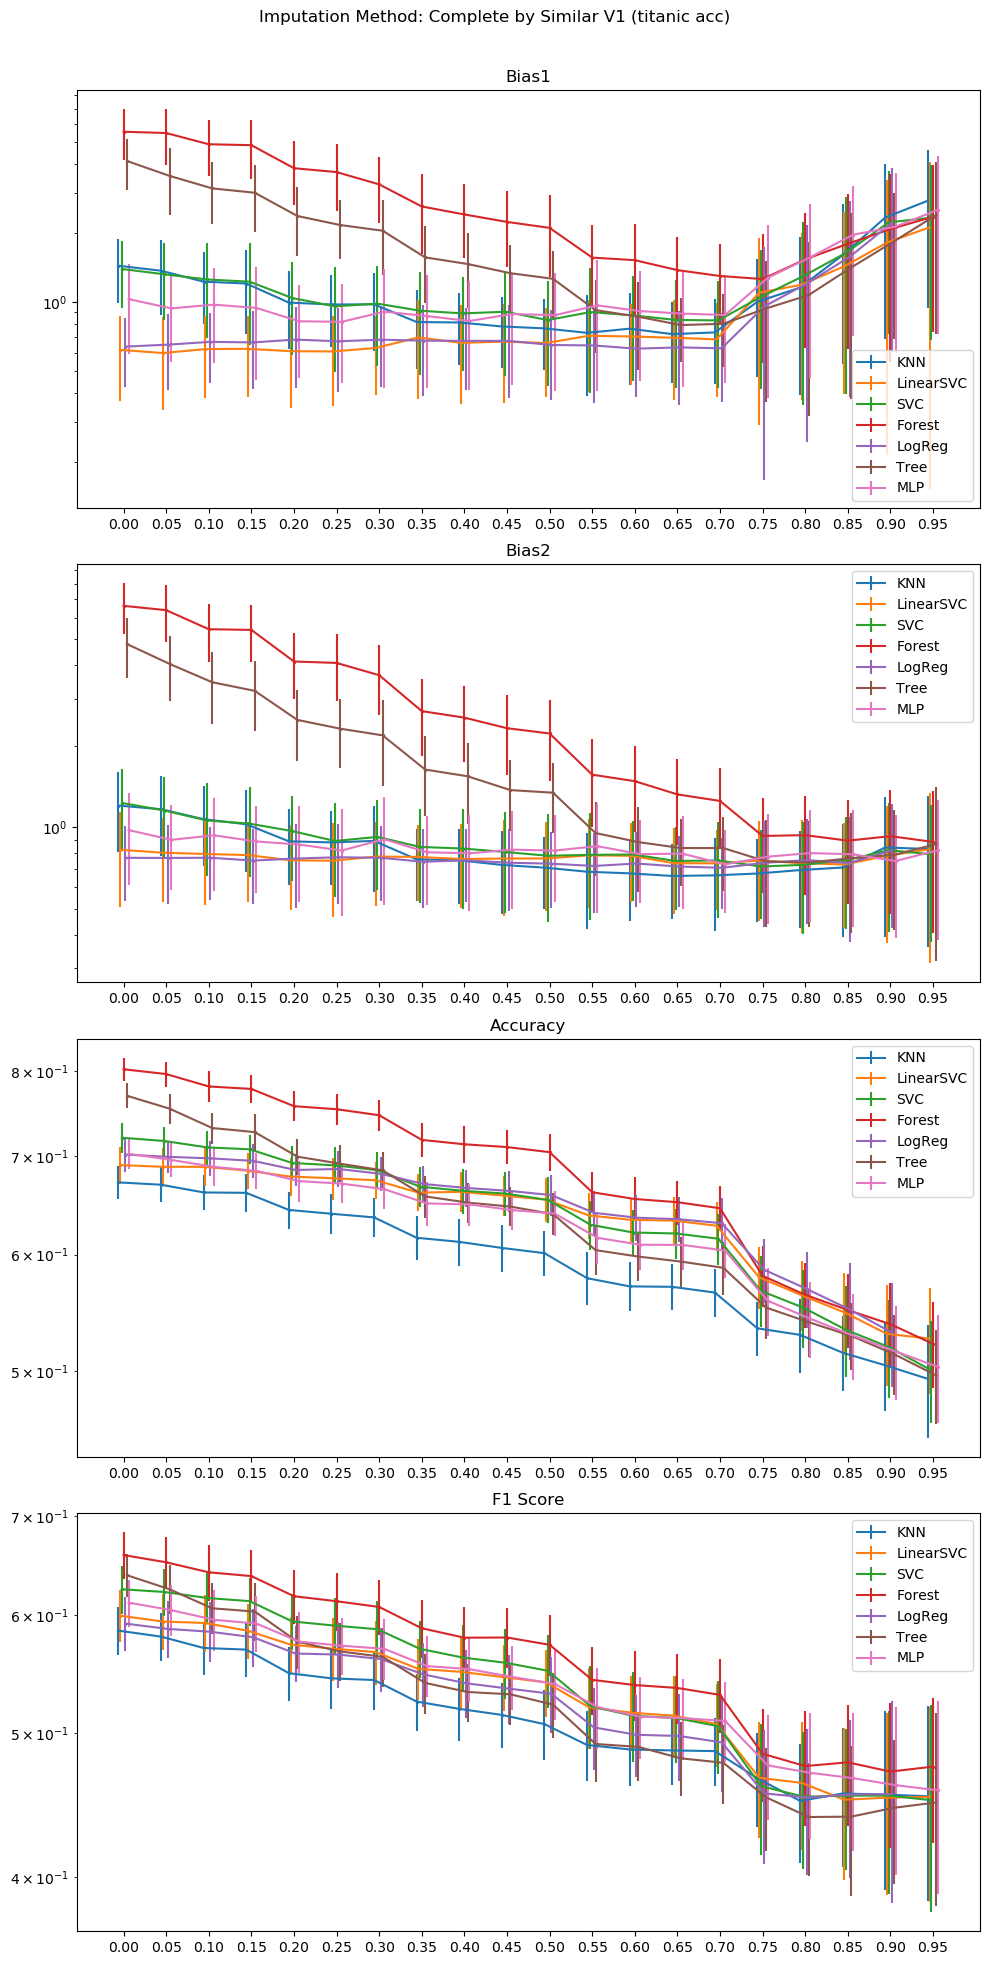 Imputation Method: Complete by Similar V1 (titanic acc)
Bias1
10⁰
KNN
LinearSVC
SVC
Forest
LogReg
Tree
MLP
0.00 0.05 0.10 0.15 0.20 0.25 0.30 0.35 0.40 0.45 0.50 0.55 0.60 0.65 0.70 0.75 0.80 0.85 0.90 0.95
Bias2
10⁰
KNN
LinearSVC
SVC
Forest
LogReg
Tree
MLP
0.00 0.05 0.10 0.15 0.20 0.25 0.30 0.35 0.40 0.45 0.50 0.55 0.60 0.65 0.70 0.75 0.80 0.85 0.90 0.95
Accuracy
8 × 10⁻¹
7 × 10⁻¹
6 × 10⁻¹
5 × 10⁻¹
KNN
LinearSVC
SVC
Forest
LogReg
Tree
MLP
0.00 0.05 0.10 0.15 0.20 0.25 0.30 0.35 0.40 0.45 0.50 0.55 0.60 0.65 0.70 0.75 0.80 0.85 0.90 0.95
F1 Score
7 × 10⁻¹
6 × 10⁻¹
5 × 10⁻¹
4 × 10⁻¹
KNN
LinearSVC
SVC
Forest
LogReg
Tree
MLP
0.00 0.05 0.10 0.15 0.20 0.25 0.30 0.35 0.40 0.45 0.50 0.55 0.60 0.65 0.70 0.75 0.80 0.85 0.90 0.95